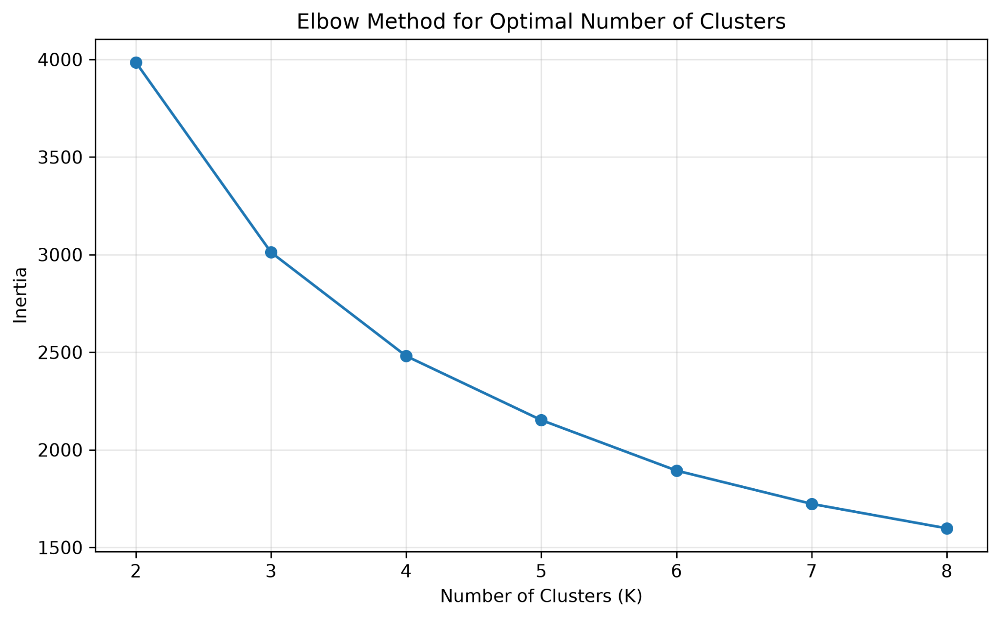 Elbow Method for Optimal Number of Clusters
4000
3500
3000
2500
2000
1500
Inertia
2 3 4 5 6 7 8
Number of Clusters (K)